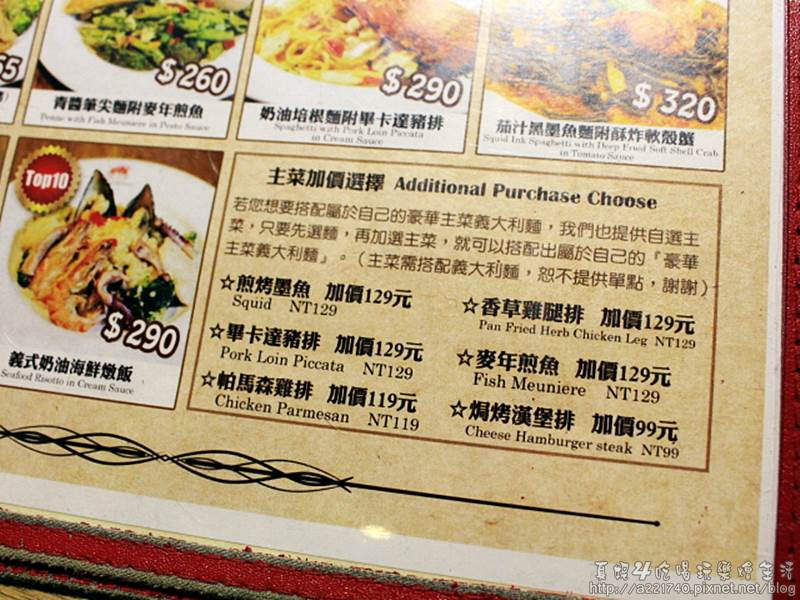 $260
青醬筆尖麵附麥年煎魚
Penne with Fish Meuniere in Pesto Sauce
$290
奶油培根麵附畢卡達豬排
Spaghetti with Pork Loin Piccata
in Cream Sauce
$320
茄汁黑墨魚麵附酥炸軟殼蟹
Squid Ink Spaghetti with Deep Fried Soft Shell Crab
in Tomato Sauce
Top10
$290
義式奶油海鮮燉飯
Seafood Risotto in Cream Sauce
主菜加價選擇 Additional Purchase Choose
若您想要搭配屬於自己的豪華主菜義大利麵，我們也提供自選主
菜，只要先選麵，再加選主菜，就可以搭配出屬於自己的『豪華
主菜義大利麵』。（主菜需搭配義大利麵，恕不提供單點，謝謝）
☆煎烤墨魚 加價129元
Squid NT129
☆畢卡達豬排 加價129元
Pork Loin Piccata NT129
☆帕馬森雞排 加價119元
Chicken Parmesan NT119
☆香草雞腿排 加價129元
Pan Fried Herb Chicken Leg NT129
☆麥年煎魚 加價129元
Fish Meuniere NT129
☆焗烤漢堡排 加價99元
Cheese Hamburger steak NT99
http://a221740.pixnet.net/blog